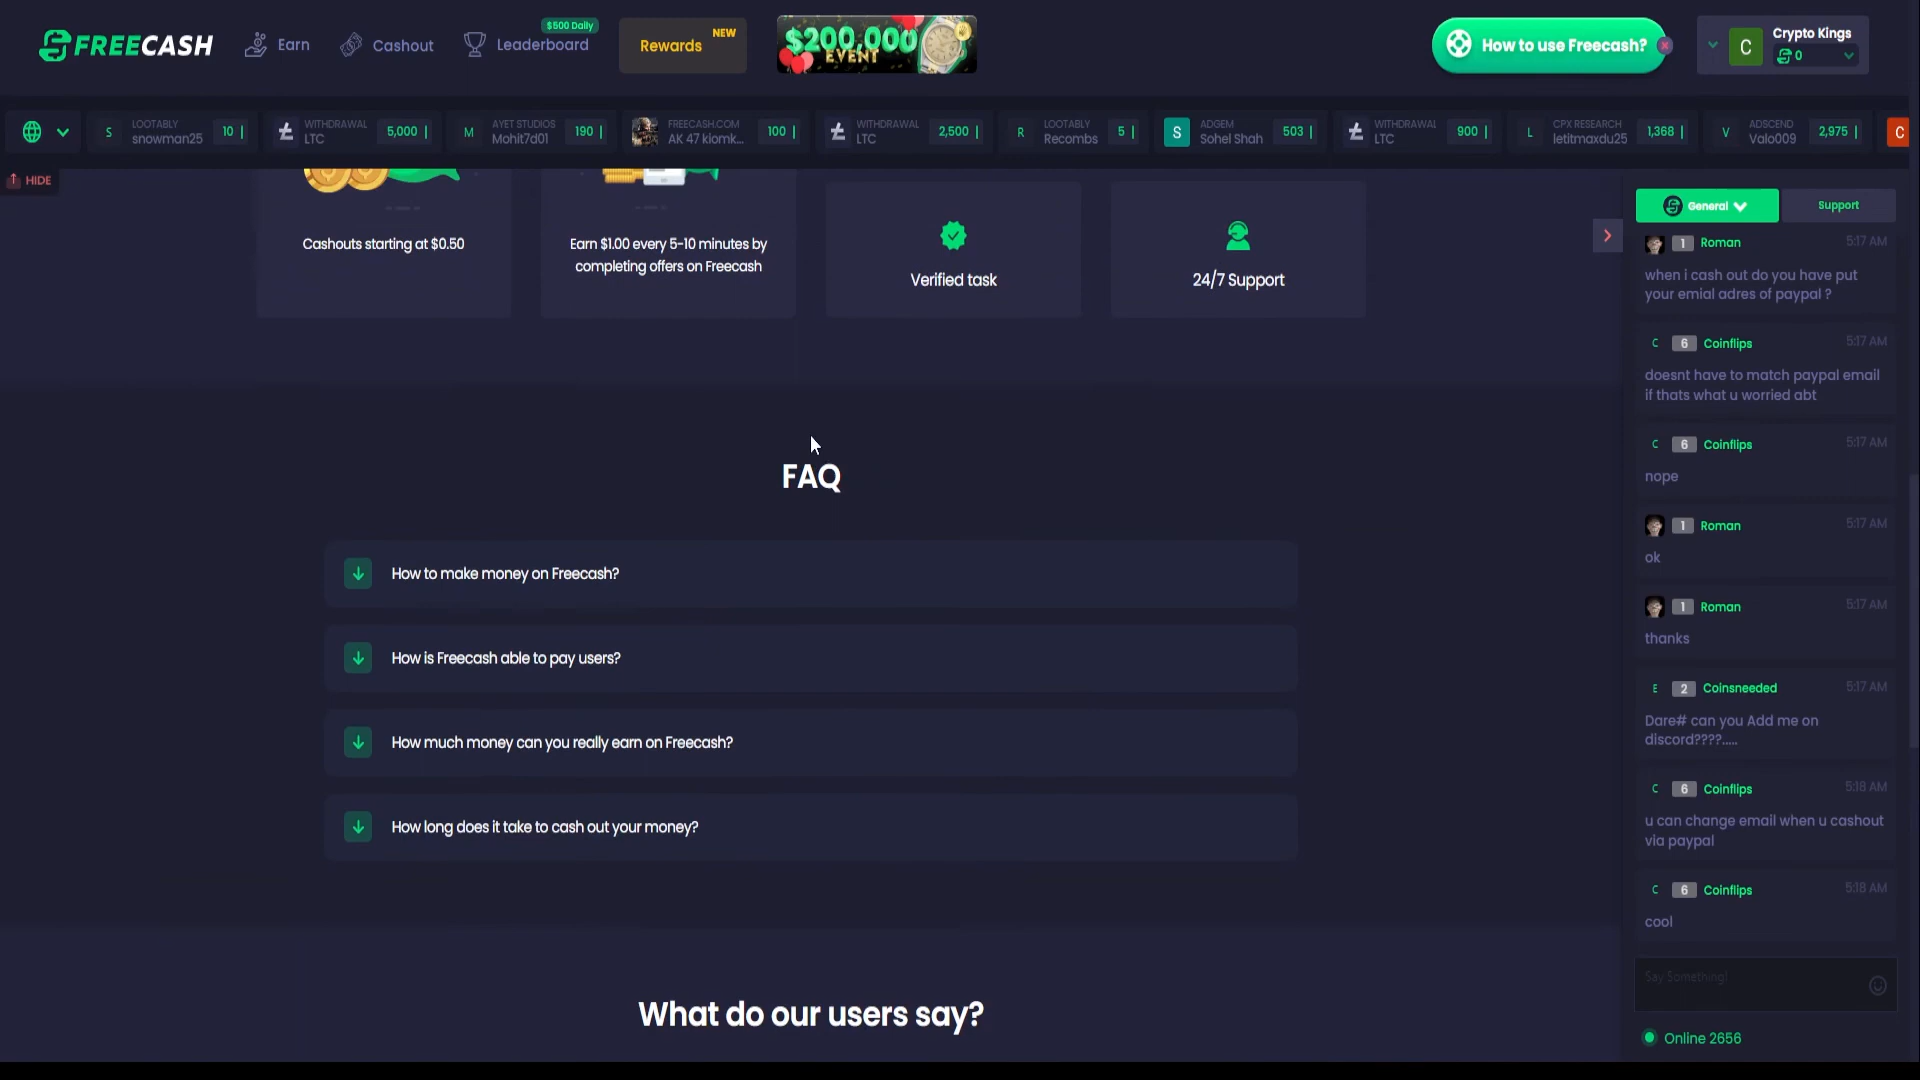 FREECASH
Earn
Cashout
$500 Daily
Leaderboard
Rewards
NEW
$200,000
EVENT
How to use Freecash?
C
Crypto Kings
0
S
LOOTABLY
snowman25
10
WITHDRAWAL
LTC
5,000
M
AYET STUDIOS
Mohit7d01
190
FREECASH.COM
AK 47 klomk...
100
WITHDRAWAL
LTC
2,500
R
LOOTABLY
Recombs
5
S
ADGEM
Sohel Shah
503
WITHDRAWAL
LTC
900
L
CPX RESEARCH
letitmaxdu25
1,368
V
ADSCEND
Valo009
2,975
C
HIDE
Cashouts starting at $0.50
Earn $1.00 every 5-10 minutes by
completing offers on Freecash
Verified task
24/7 Support
FAQ
How to make money on Freecash?
How is Freecash able to pay users?
How much money can you really earn on Freecash?
How long does it take to cash out your money?
What do our users say?
General
Support
1 Roman 5:17 AM
when i cash out do you have put
your emial adres of paypal ?
C 6 Coinflips 5:17 AM
doesnt have to match paypal email
if thats what u worried abt
C 6 Coinflips 5:17 AM
nope
1 Roman 5:17 AM
ok
1 Roman 5:17 AM
thanks
E 2 Coinsneeded 5:17 AM
Dare# can you Add me on
discord????.....
C 6 Coinflips 5:18 AM
u can change email when u cashout
via paypal
C 6 Coinflips 5:18 AM
cool
Say Something!
Online 2656